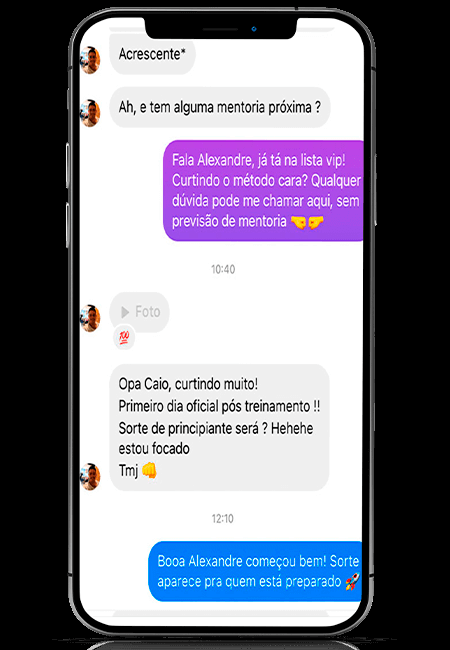 Acrescente*
Ah, e tem alguma mentoria próxima ?
Fala Alexandre, já tá na lista vip!
Curtindo o método cara? Qualquer
dúvida pode me chamar aqui, sem
previsão de mentoria 🤜🤛
10:40
▶ Foto
💯
Opa Caio, curtindo muito!
Primeiro dia oficial pós treinamento !!
Sorte de principiante será ? Hehehe
estou focado
Tmj 👊
12:10
Booa Alexandre começou bem! Sorte
aparece pra quem está preparado 🚀